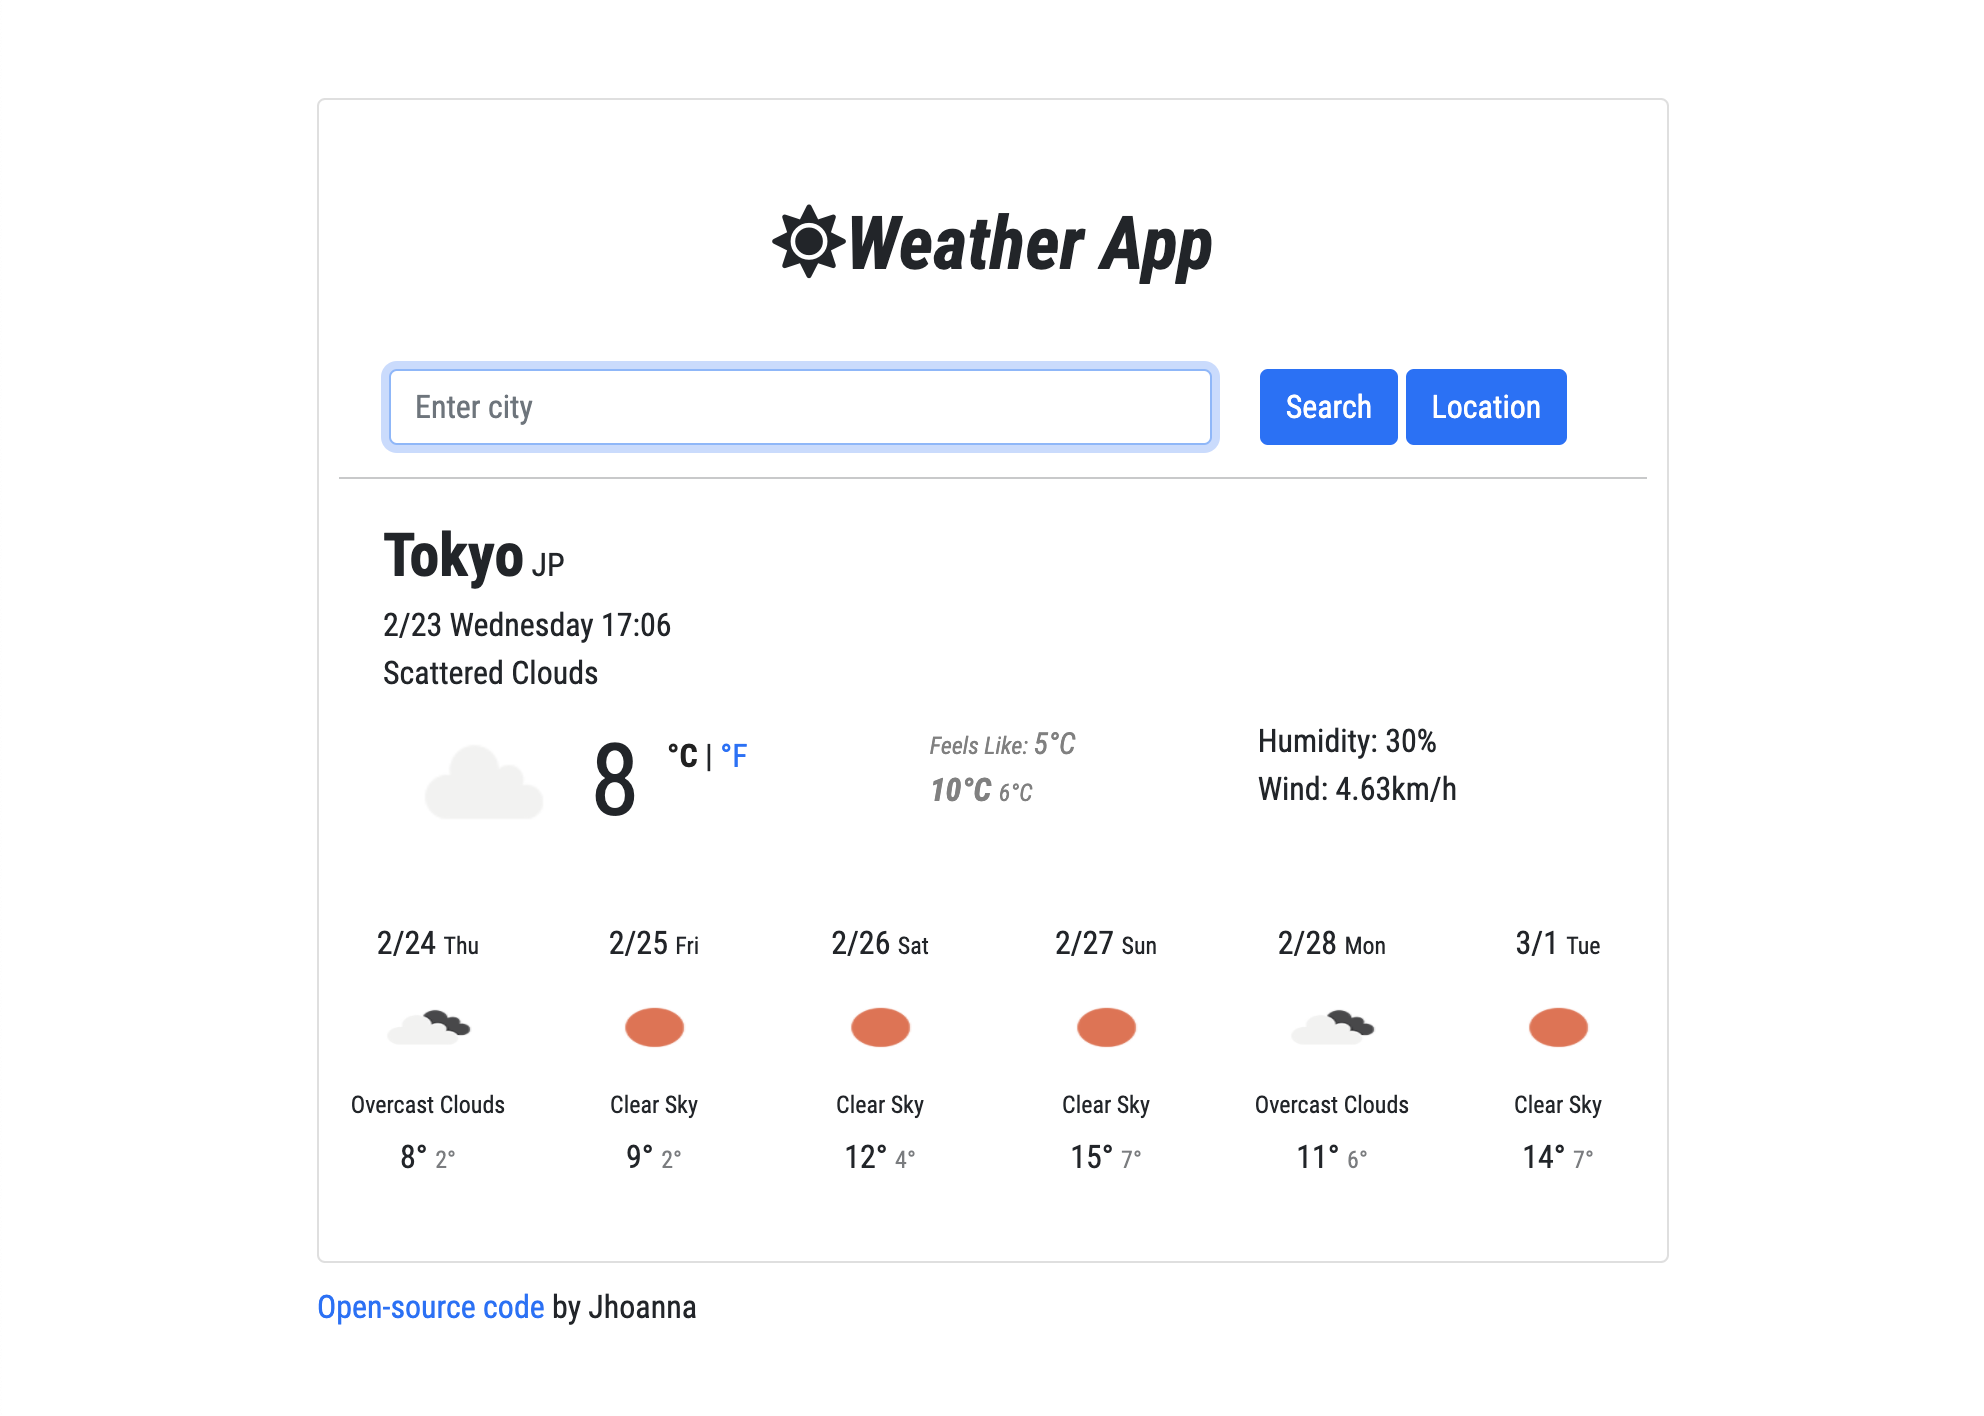 Weather App
Enter city
Search
Location
Tokyo JP
2/23 Wednesday 17:06
Scattered Clouds
8 °C | °F
Feels Like: 5°C
10°C 6°C
Humidity: 30%
Wind: 4.63km/h
2/24 Thu
2/25 Fri
2/26 Sat
2/27 Sun
2/28 Mon
3/1 Tue
Overcast Clouds
Clear Sky
Clear Sky
Clear Sky
Overcast Clouds
Clear Sky
8° 2°
9° 2°
12° 4°
15° 7°
11° 6°
14° 7°
Open-source code by Jhoanna